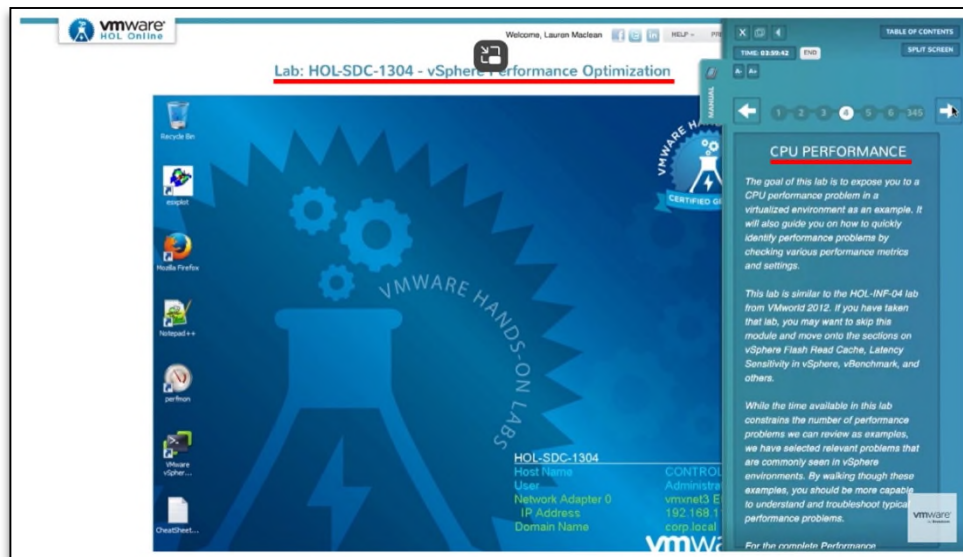 vmware
HOL Online
Welcome, Lauren Maclean
HELP
TABLE OF CONTENTS
SPLIT SCREEN
TIME: 03:59:42
END
A- A+
Lab: HOL-SDC-1304 - vSphere Performance Optimization
MANUAL
1 2 3 4 5 6 345
Recycle Bin
esxplot
Mozilla Firefox
Notepad++
perfmon
VMware
vSpher...
CheatSheet...
VMWARE HANDS-ON LABS
CERTIFIED
HOL-SDC-1304
Host Name CONTRO
User Administra
Network Adapter 0 vmxnet3 E
IP Address 192.168.1
Domain Name corp.local
CPU PERFORMANCE
The goal of this lab is to expose you to a
CPU performance problem in a
virtualized environment as an example. It
will also guide you on how to quickly
identify performance problems by
checking various performance metrics
and settings.
This lab is similar to the HOL-INF-04 lab
from VMworld 2012. If you have taken
that lab, you may want to skip this
module and move onto the sections on
vSphere Flash Read Cache, Latency
Sensitivity in vSphere, vBenchmark, and
others.
While the time available in this lab
constrains the number of performance
problems we can review as examples,
we have selected relevant problems that
are commonly seen in vSphere
environments. By walking though these
examples, you should be more capable
to understand and troubleshoot typical
performance problems.
For the complete Performance
vmware